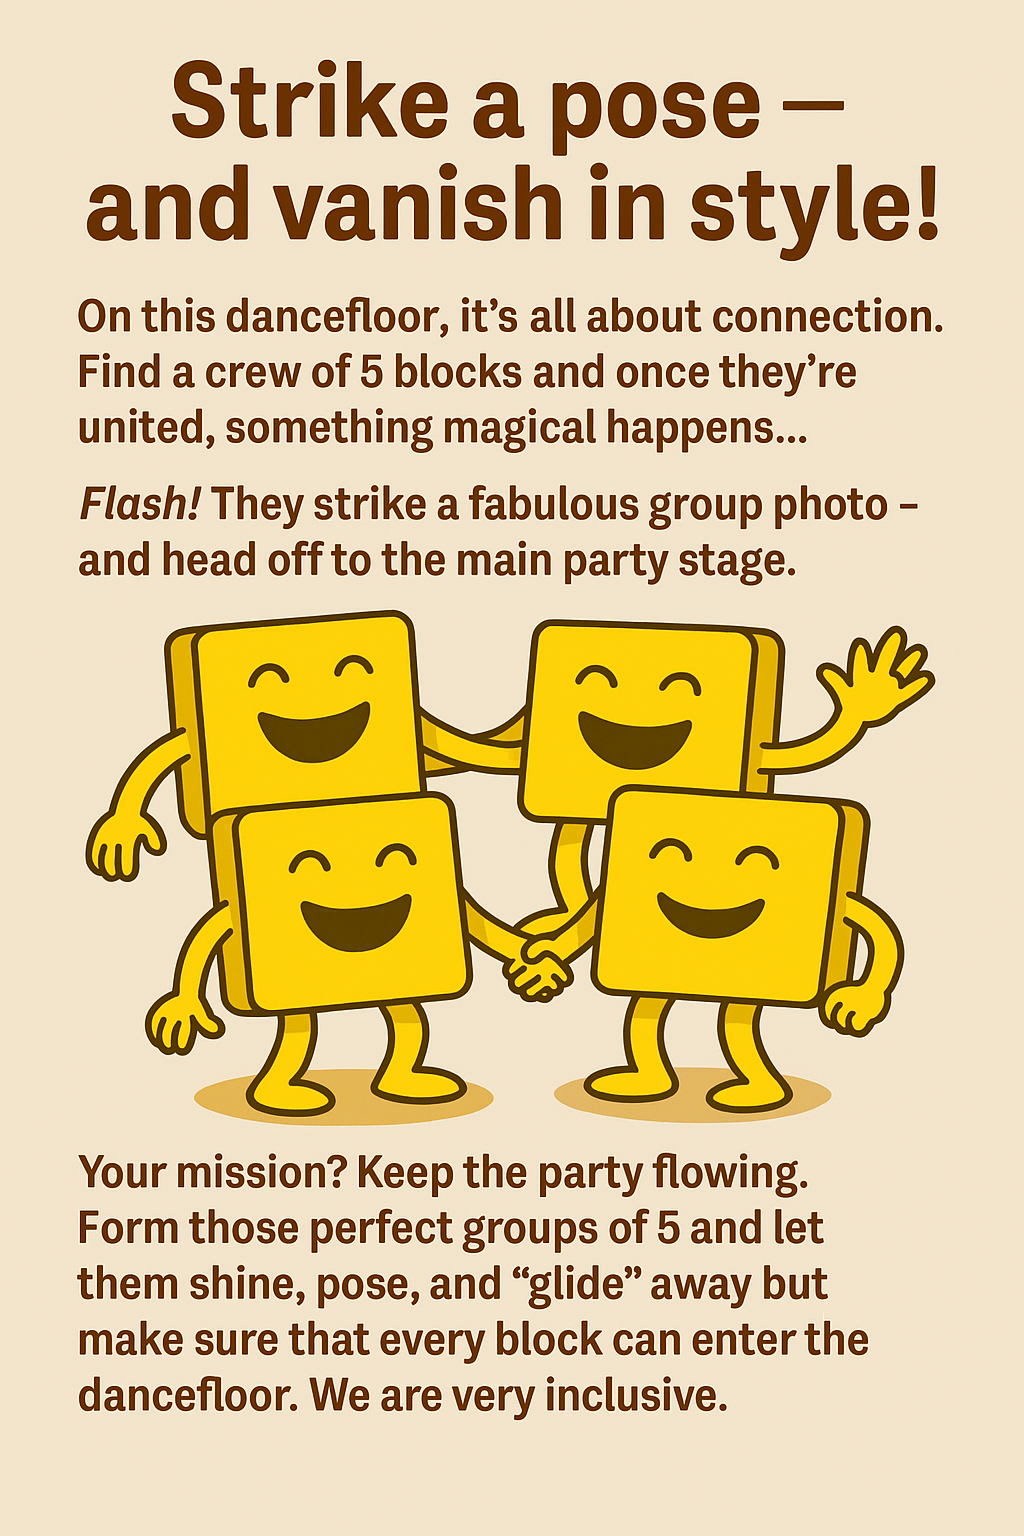 Strike a pose —
and vanish in style!
On this dancefloor, it’s all about connection.
Find a crew of 5 blocks and once they’re
united, something magical happens...
Flash! They strike a fabulous group photo –
and head off to the main party stage.
Your mission? Keep the party flowing.
Form those perfect groups of 5 and let
them shine, pose, and “glide” away but
make sure that every block can enter the
dancefloor. We are very inclusive.